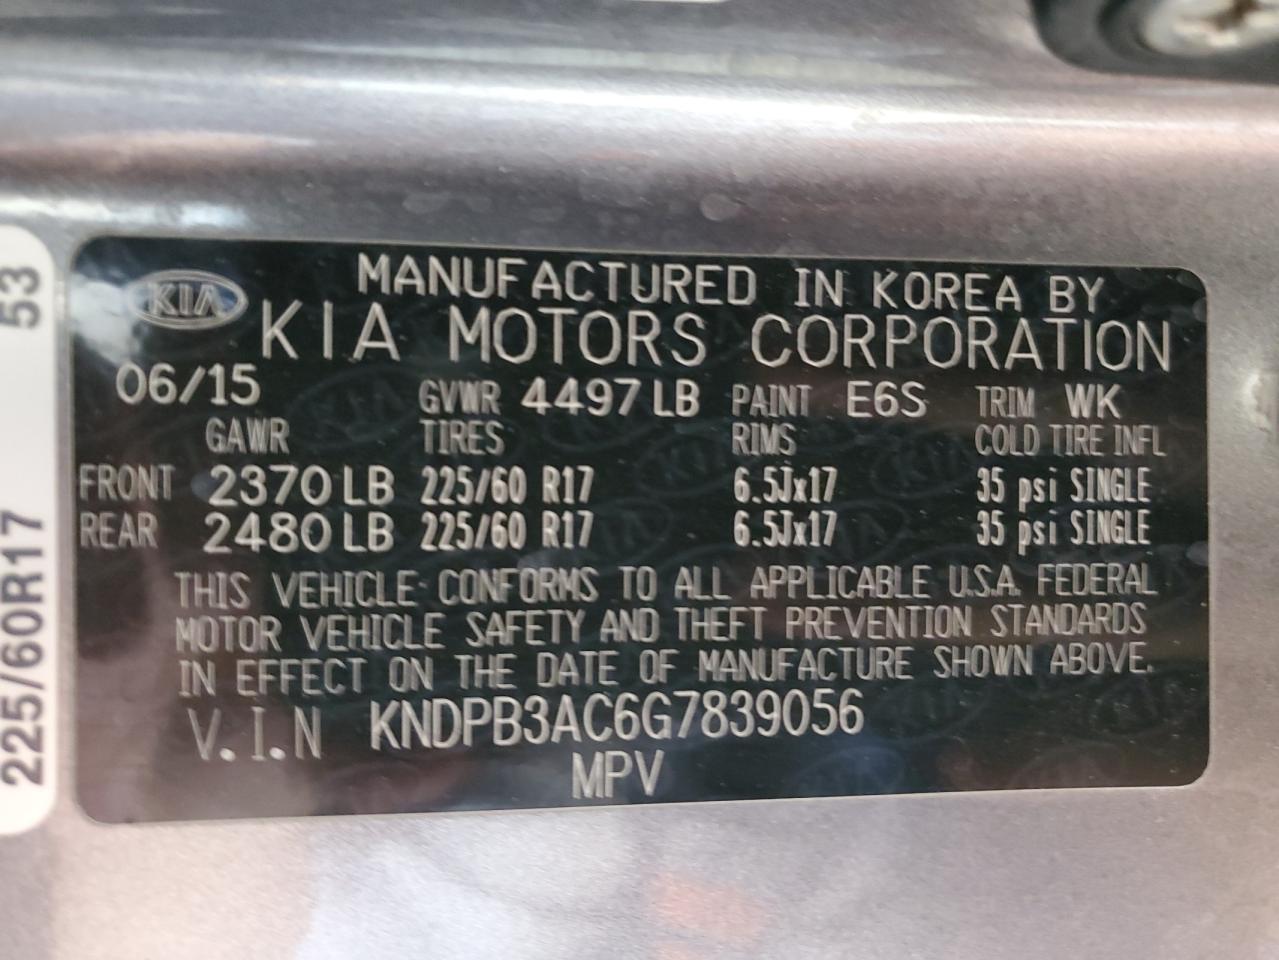 KIA
MANUFACTURED IN KOREA BY
KIA MOTORS CORPORATION
06/15 GVWR 4497 LB PAINT E6S TRIM WK
GAWR TIRES RIMS COLD TIRE INFL
FRONT 2370 LB 225/60 R17 6.5Jx17 35 psi SINGLE
REAR 2480 LB 225/60 R17 6.5Jx17 35 psi SINGLE
THIS VEHICLE CONFORMS TO ALL APPLICABLE U.S.A. FEDERAL
MOTOR VEHICLE SAFETY AND THEFT PREVENTION STANDARDS
IN EFFECT ON THE DATE OF MANUFACTURE SHOWN ABOVE.
V.I.N KNDPB3AC6G7839056
MPV
225/60R17 53